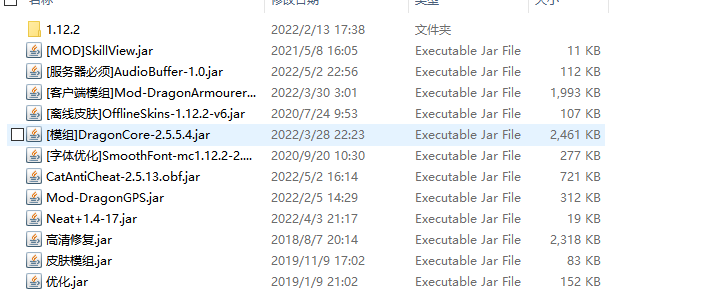 名称 修改日期 类型 大小
1.12.2 2022/2/13 17:38 文件夹
[MOD]SkillView.jar 2021/5/8 16:05 Executable Jar File 11 KB
[服务器必须]AudioBuffer-1.0.jar 2022/5/2 22:56 Executable Jar File 112 KB
[客户端模组]Mod-DragonArmourer... 2022/3/30 3:01 Executable Jar File 1,993 KB
[离线皮肤]OfflineSkins-1.12.2-v6.jar 2020/7/24 9:53 Executable Jar File 107 KB
[模组]DragonCore-2.5.5.4.jar 2022/3/28 22:23 Executable Jar File 2,461 KB
[字体优化]SmoothFont-mc1.12.2-2.... 2020/9/20 10:30 Executable Jar File 277 KB
CatAntiCheat-2.5.13.obf.jar 2022/5/2 16:14 Executable Jar File 721 KB
Mod-DragonGPS.jar 2022/2/5 14:29 Executable Jar File 312 KB
Neat+1.4-17.jar 2022/4/3 21:17 Executable Jar File 19 KB
高清修复.jar 2018/8/7 20:14 Executable Jar File 2,318 KB
皮肤模组.jar 2019/11/9 17:02 Executable Jar File 83 KB
优化.jar 2019/1/9 21:02 Executable Jar File 152 KB